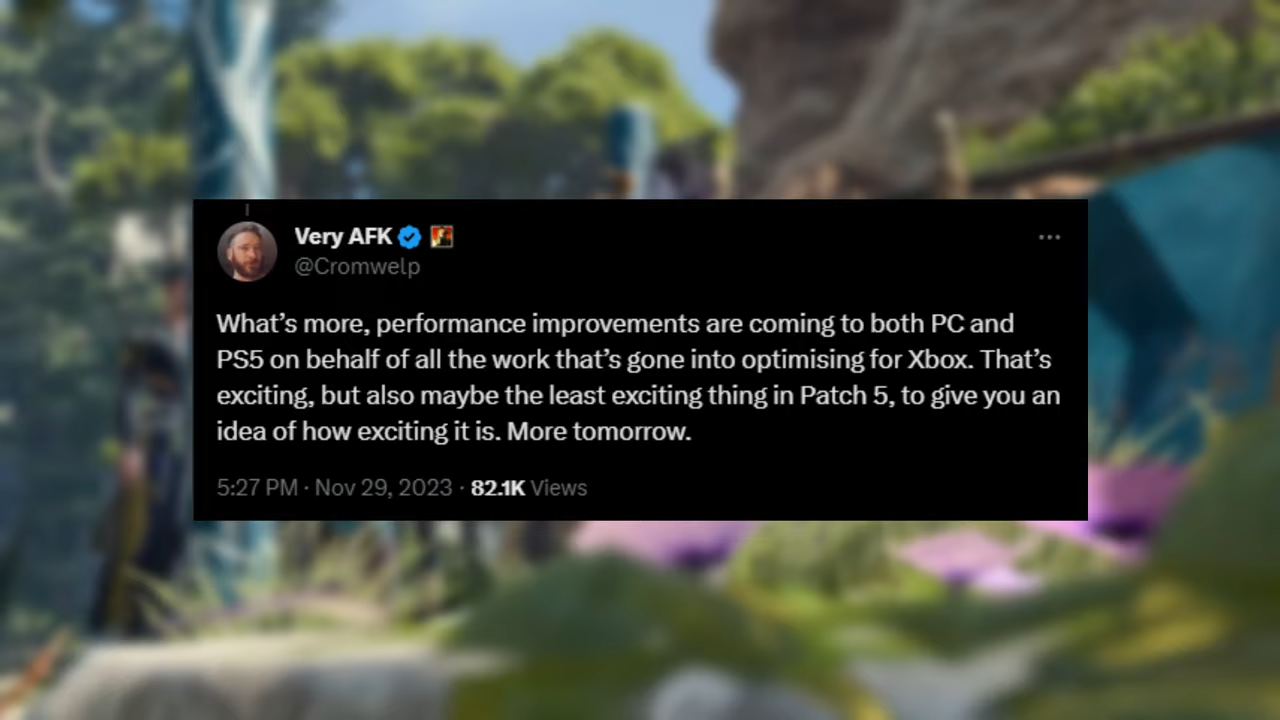 Very AFK
@Cromwelp
What’s more, performance improvements are coming to both PC and
PS5 on behalf of all the work that’s gone into optimising for Xbox. That’s
exciting, but also maybe the least exciting thing in Patch 5, to give you an
idea of how exciting it is. More tomorrow.
5:27 PM · Nov 29, 2023 · 82.1K Views